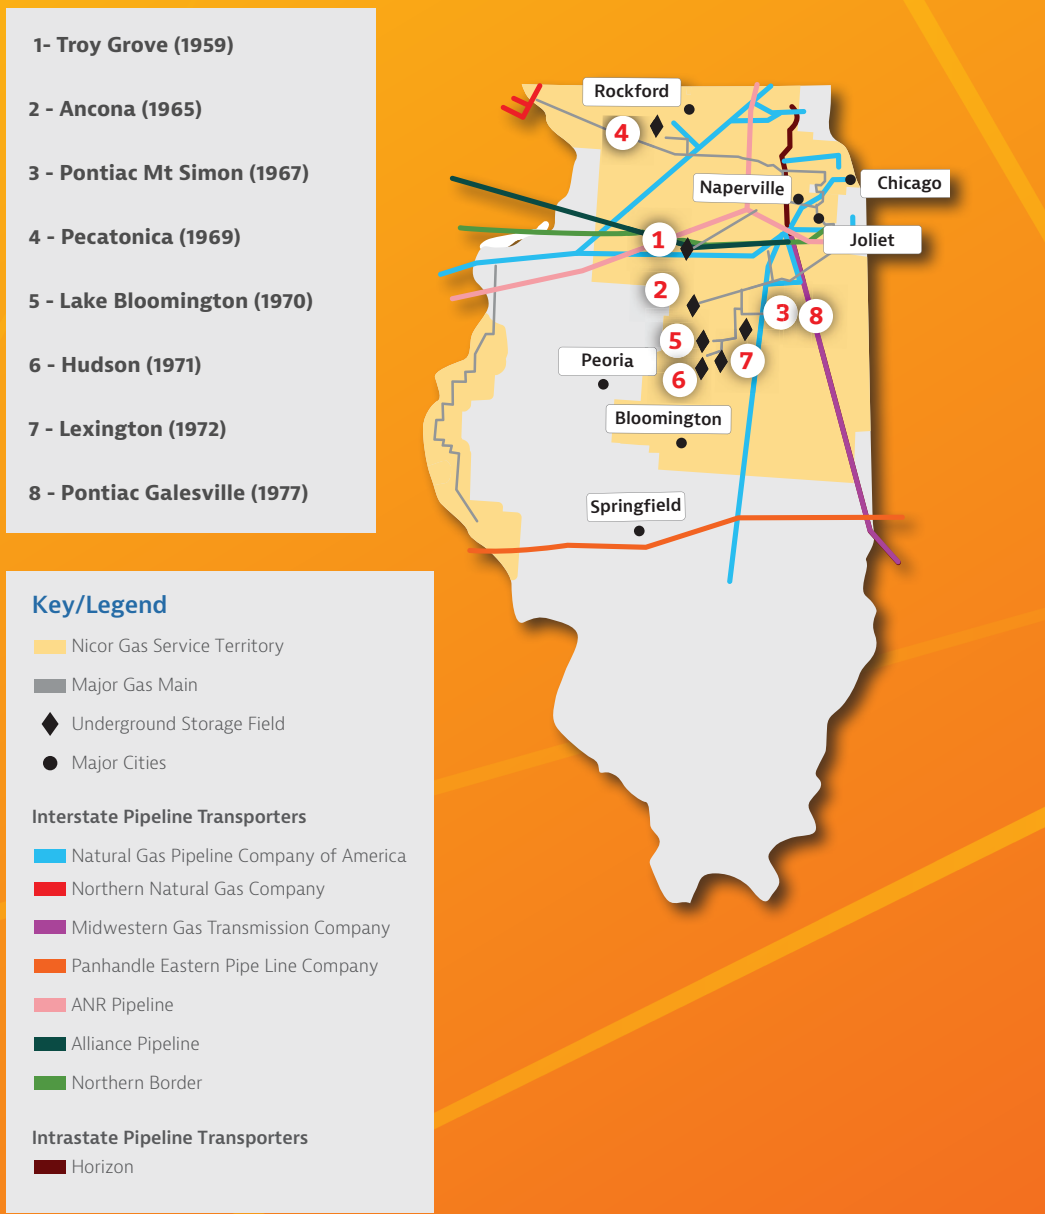 1- Troy Grove (1959)
2 - Ancona (1965)
3 - Pontiac Mt Simon (1967)
4 - Pecatonica (1969)
5 - Lake Bloomington (1970)
6 - Hudson (1971)
7 - Lexington (1972)
8 - Pontiac Galesville (1977)
Rockford
4
Naperville
Chicago
1
Joliet
2
3
8
5
7
Peoria
6
Bloomington
Springfield
Key/Legend
Nicor Gas Service Territory
Major Gas Main
Underground Storage Field
Major Cities
Interstate Pipeline Transporters
Natural Gas Pipeline Company of America
Northern Natural Gas Company
Midwestern Gas Transmission Company
Panhandle Eastern Pipe Line Company
ANR Pipeline
Alliance Pipeline
Northern Border
Intrastate Pipeline Transporters
Horizon